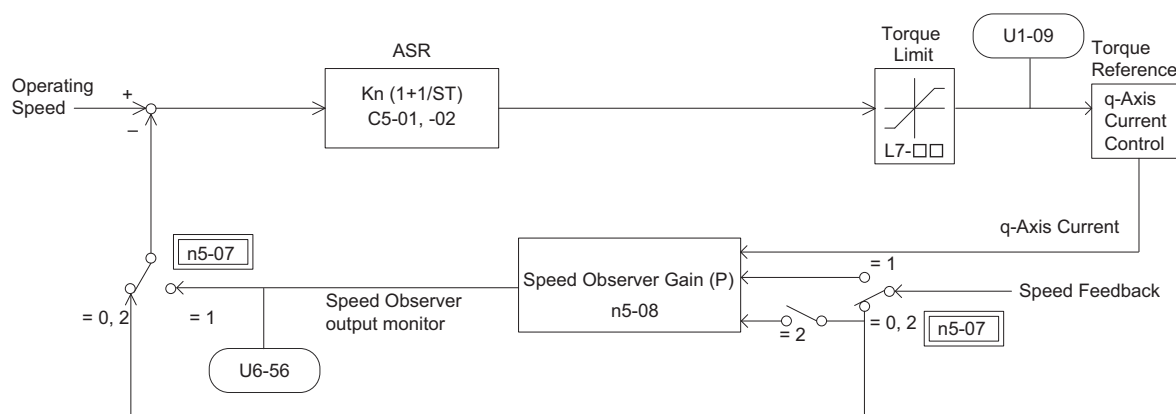 ASR
Torque
Limit
U1-09
Torque
Reference
Operating
Speed
+
–
Kn (1+1/ST)
C5-01, -02
L7-□□
q-Axis
Current
Control
q-Axis Current
n5-07
Speed Observer Gain (P)
n5-08
= 1
Speed Feedback
= 0, 2
= 1
Speed Observer
output monitor
= 2
= 0, 2
n5-07
U6-56